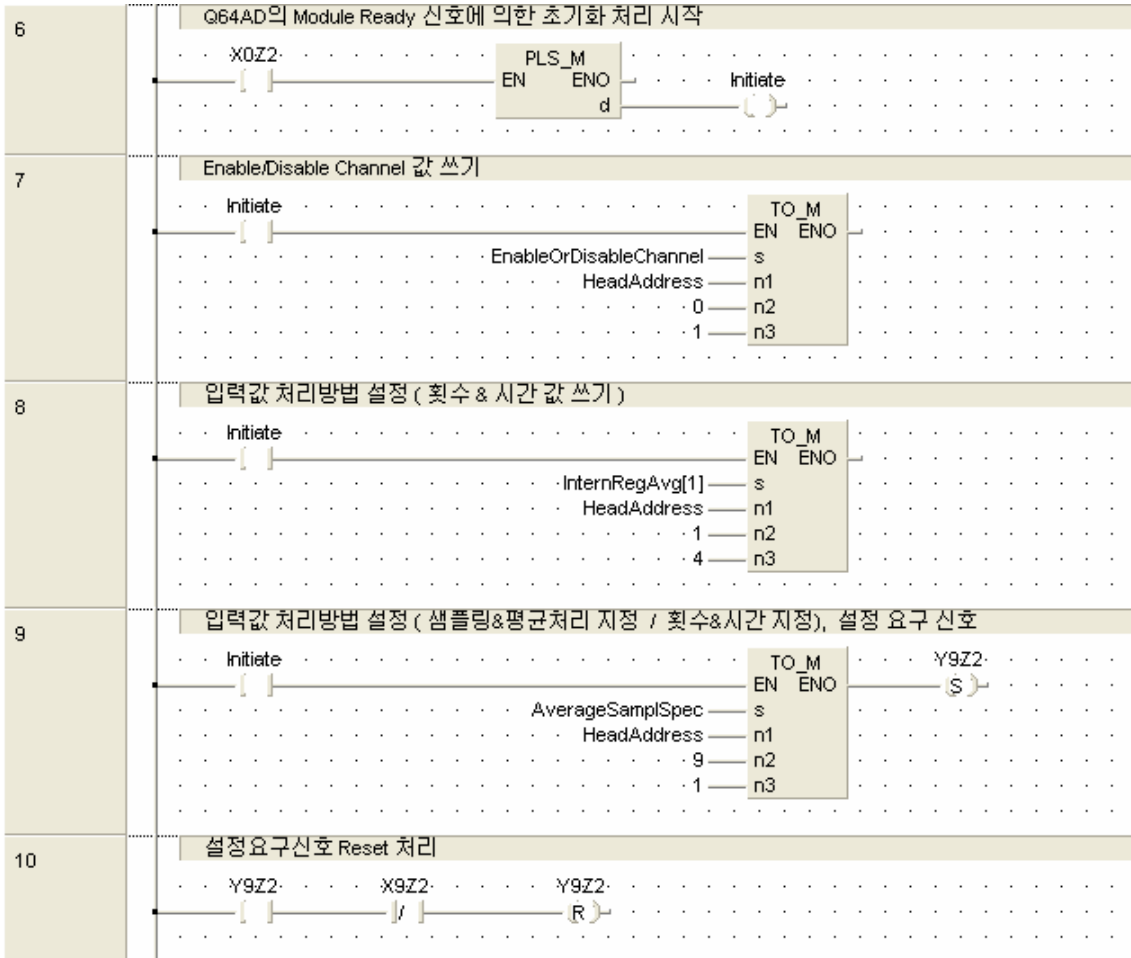 6
Q64AD의 Module Ready 신호에 의한 초기화 처리 시작
X0Z2
PLS_M
EN ENO
Initiate
d
7
Enable/Disable Channel 값 쓰기
Initiate
TO_M
EN ENO
EnableOrDisableChannel s
HeadAddress n1
0 n2
1 n3
8
입력값 처리방법 설정 ( 횟수 & 시간 값 쓰기 )
Initiate
TO_M
EN ENO
InternRegAvg[1] s
HeadAddress n1
1 n2
4 n3
9
입력값 처리방법 설정 ( 샘플링&평균처리 지정 / 횟수&시간 지정), 설정 요구 신호
Initiate
TO_M
Y9Z2
EN ENO
S
AverageSamplSpec s
HeadAddress n1
9 n2
1 n3
10
설정요구신호 Reset 처리
Y9Z2 X9Z2 Y9Z2
/ R